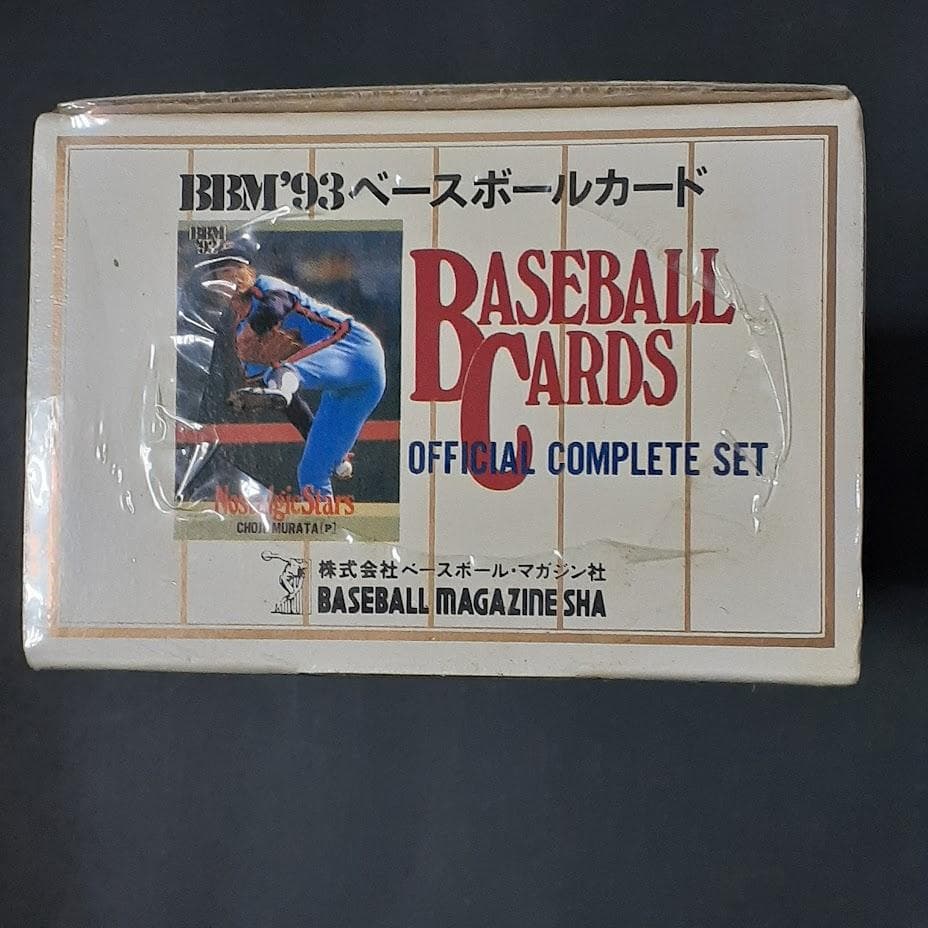 BBM'93ベースボールカード
BBM
'92
BASEBALL
CARDS
OFFICIAL COMPLETE SET
Nostalgic Stars
CHOJI MURATA [P]
株式会社ベースボール・マガジン社
BASEBALL MAGAZINE SHA